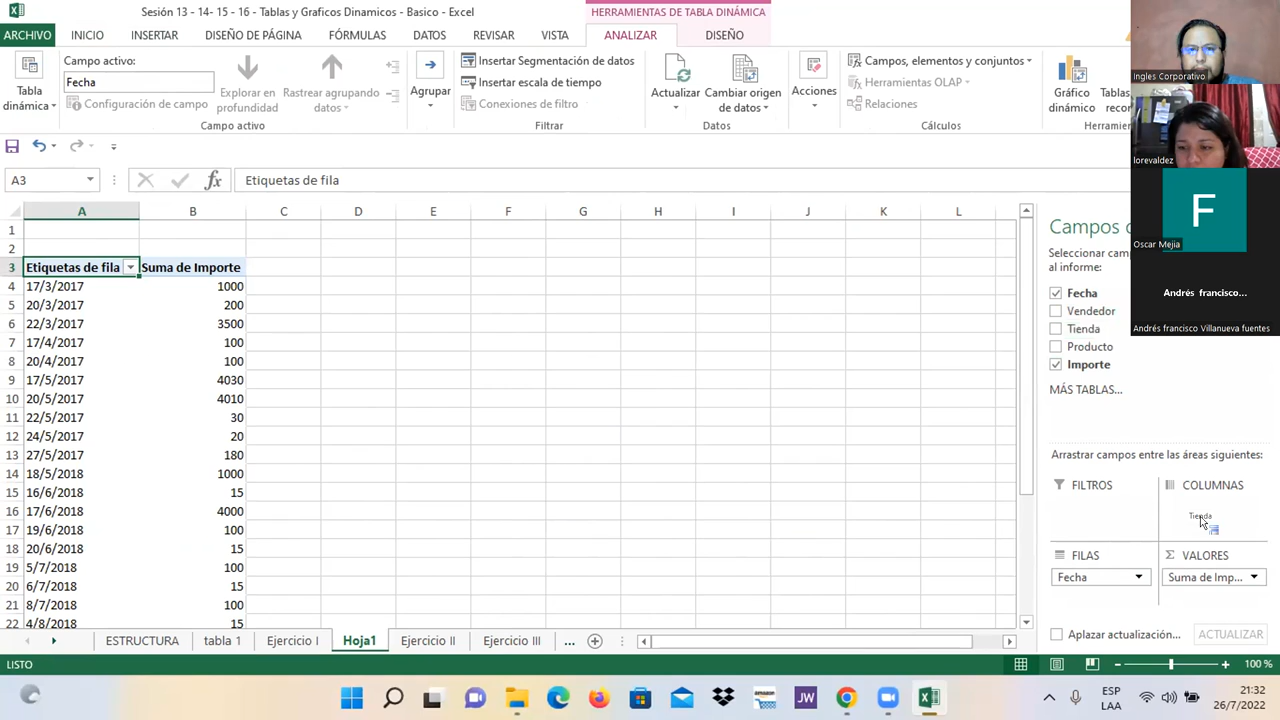 Sesión 13 - 14- 15 - 16 - Tablas y Graficos Dinamicos - Basico - Excel
HERRAMIENTAS DE TABLA DINÁMICA
ARCHIVO INICIO INSERTAR DISEÑO DE PÁGINA FÓRMULAS DATOS REVISAR VISTA ANALIZAR DISEÑO
Tabla dinámica
Campo activo:
Fecha
Configuración de campo
Explorar en profundidad
Rastrear agrupando datos
Campo activo
Agrupar
Insertar Segmentación de datos
Insertar escala de tiempo
Conexiones de filtro
Filtrar
Actualizar
Cambiar origen de datos
Datos
Acciones
Campos, elementos y conjuntos
Herramientas OLAP
Relaciones
Cálculos
Gráfico dinámico
Tablas
reco
Herramie
A3
fx
Etiquetas de fila
A B C D E F G H I J K L
1
2
3 Etiquetas de fila Suma de Importe
4 17/3/2017 1000
5 20/3/2017 200
6 22/3/2017 3500
7 17/4/2017 100
8 20/4/2017 100
9 17/5/2017 4030
10 20/5/2017 4010
11 22/5/2017 30
12 24/5/2017 20
13 27/5/2017 180
14 18/5/2018 1000
15 16/6/2018 15
16 17/6/2018 4000
17 19/6/2018 100
18 20/6/2018 15
19 5/7/2018 100
20 6/7/2018 15
21 8/7/2018 100
22 4/8/2018 15
ESTRUCTURA tabla 1 Ejercicio I Hoja1 Ejercicio II Ejercicio III ...
LISTO
100 %
Campos
Seleccionar camp
al informe:
Fecha
Vendedor
Tienda
Producto
Importe
MÁS TABLAS...
Arrastrar campos entre las áreas siguientes:
FILTROS
COLUMNAS
Tienda
FILAS
VALORES
Fecha
Suma de Imp...
Aplazar actualización...
ACTUALIZAR
Ingles Corporativo
lorevaldez
F
Oscar Mejia
Andrés francisco...
Andrés francisco Villanueva fuentes
amazon
JW
ESP
LAA
21:32
26/7/2022